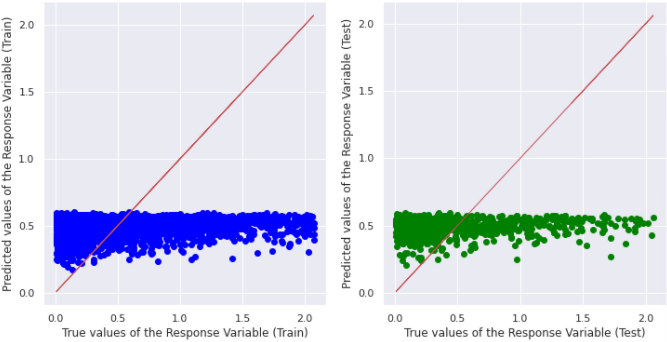 Predicted values of the Response Variable (Train)
2.0
1.5
1.0
0.5
0.0
0.0 0.5 1.0 1.5 2.0
True values of the Response Variable (Train)
Predicted values of the Response Variable (Test)
2.0
1.5
1.0
0.5
0.0
0.0 0.5 1.0 1.5 2.0
True values of the Response Variable (Test)